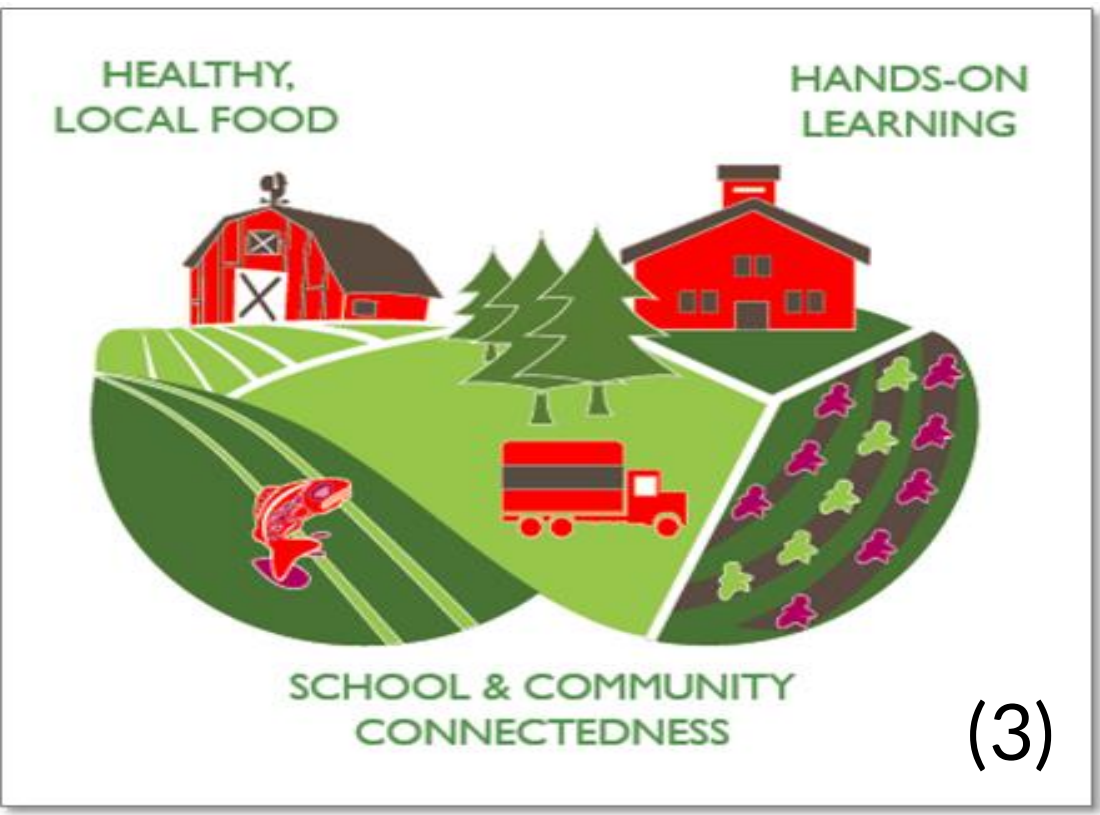 HEALTHY,
LOCAL FOOD
HANDS-ON
LEARNING
SCHOOL & COMMUNITY
CONNECTEDNESS
(3)